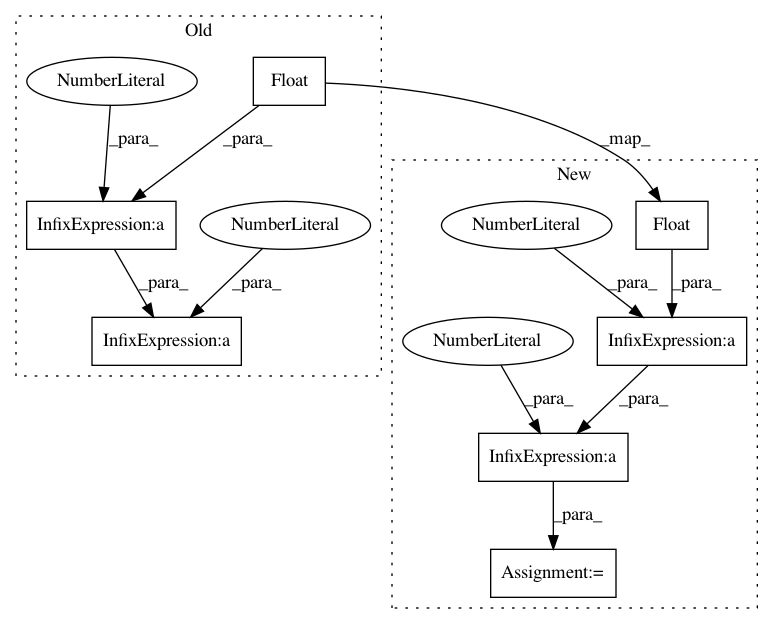 Old
NumberLiteral
Float
_para_
_para_
_map_
New
InfixExpression:a
NumberLiteral
NumberLiteral
Float
_para_
_para_
_para_
_para_
InfixExpression:a
NumberLiteral
InfixExpression:a
_para_
_para_
InfixExpression:a
_para_
Assignment:=